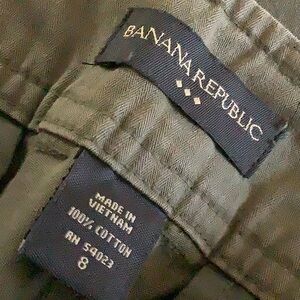 BANANA REPUBLIC
MADE IN
VIETNAM
100% COTTON
RN 54023
8